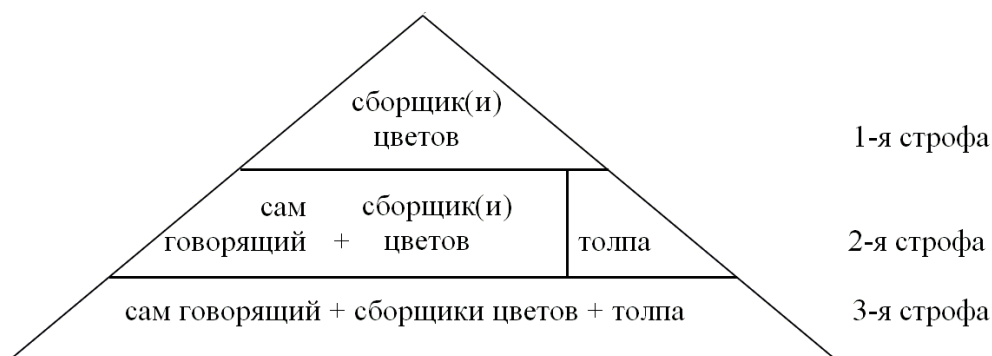 сборщик(и)
цветов
1-я строфа
сам сборщик(и)
говорящий + цветов
толпа
2-я строфа
сам говорящий + сборщики цветов + толпа
3-я строфа